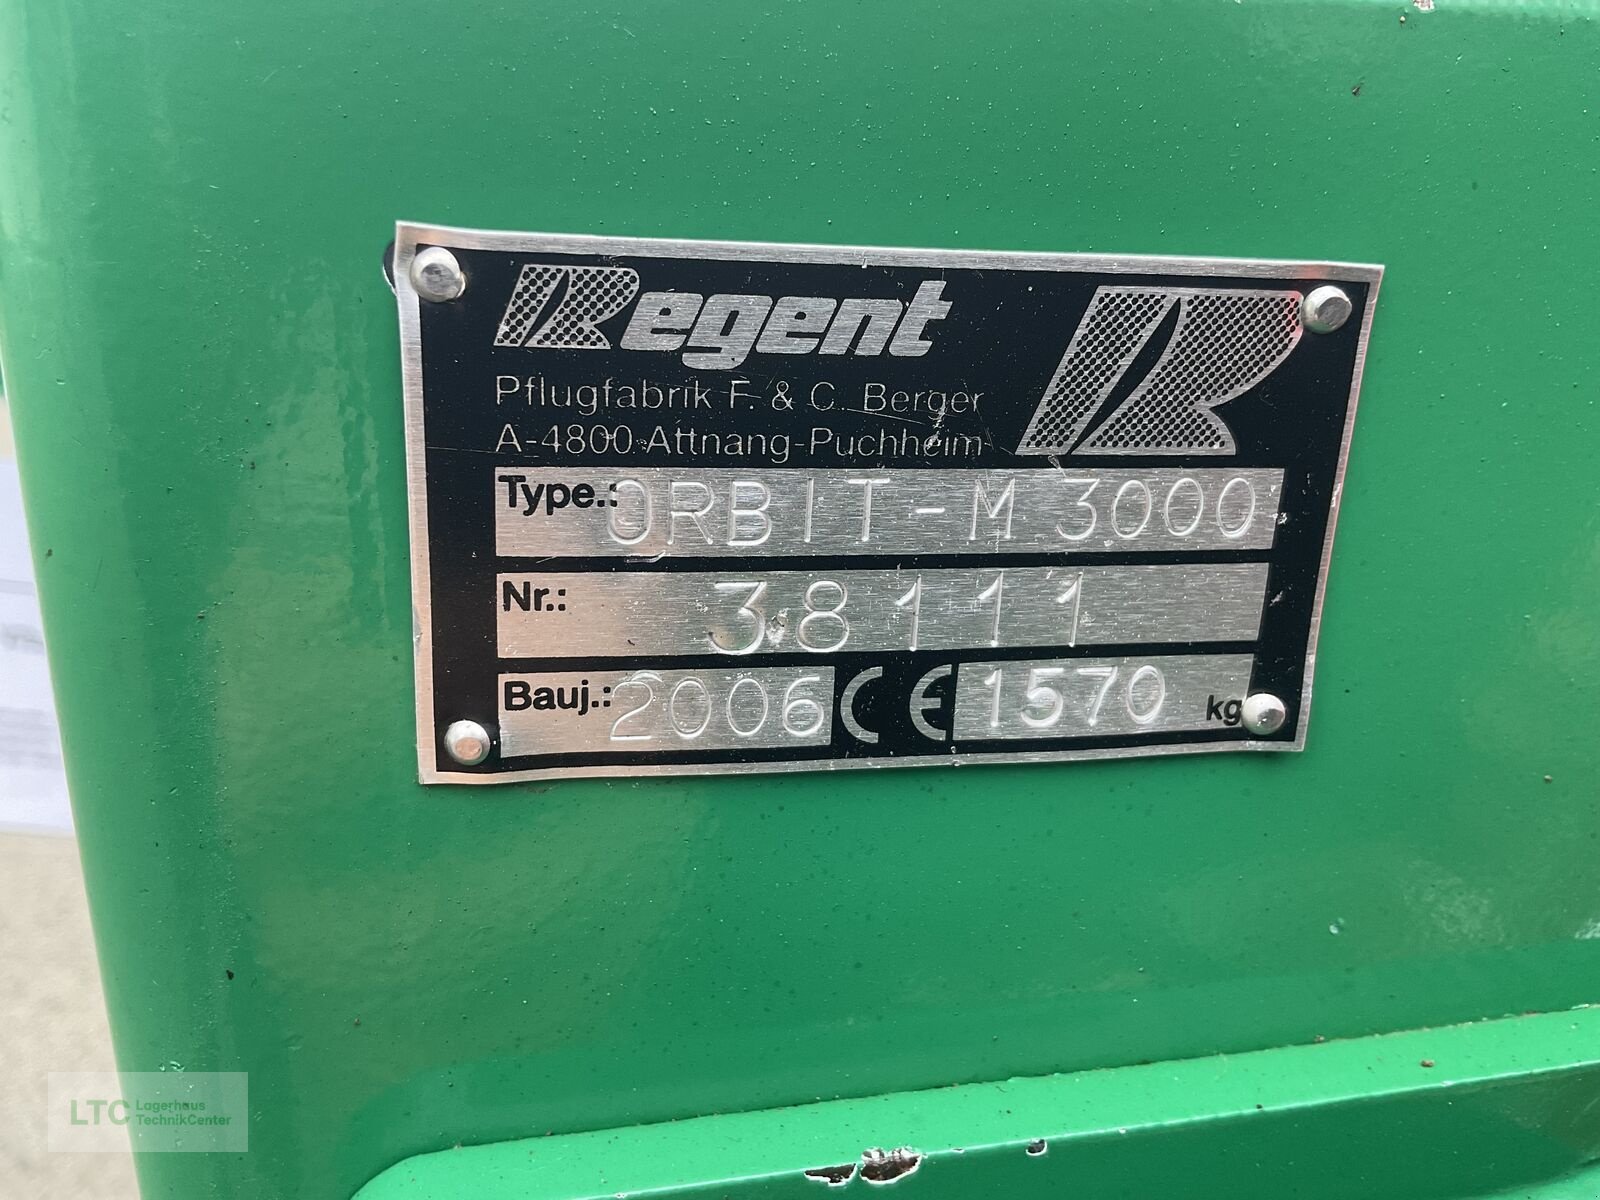 Regent
Pflugfabrik F. & C. Berger
A-4800 Attnang-Puchheim
Type.: ORBIT-M 3000
Nr.: 38111
Bauj.: 2006 CE 1570 kg
LTC Lagerhaus
TechnikCenter